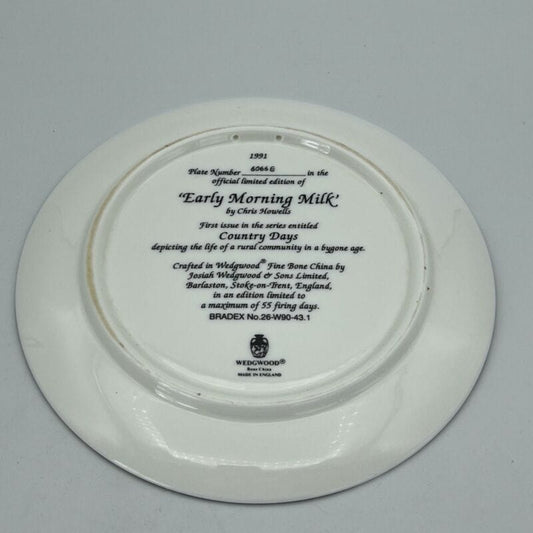 1991
Plate Number 6066G in the
official limited edition of
'Early Morning Milk'
by Chris Howells
First issue in the series entitled
Country Days
depicting the life of a rural community in a bygone age.
Crafted in Wedgwood® Fine Bone China by
Josiah Wedgwood & Sons Limited,
Barlaston, Stoke-on-Trent, England,
in an edition limited to
a maximum of 55 firing days.
BRADEX No.26-W90-43.1
WEDGWOOD®
Bone China
MADE IN ENGLAND